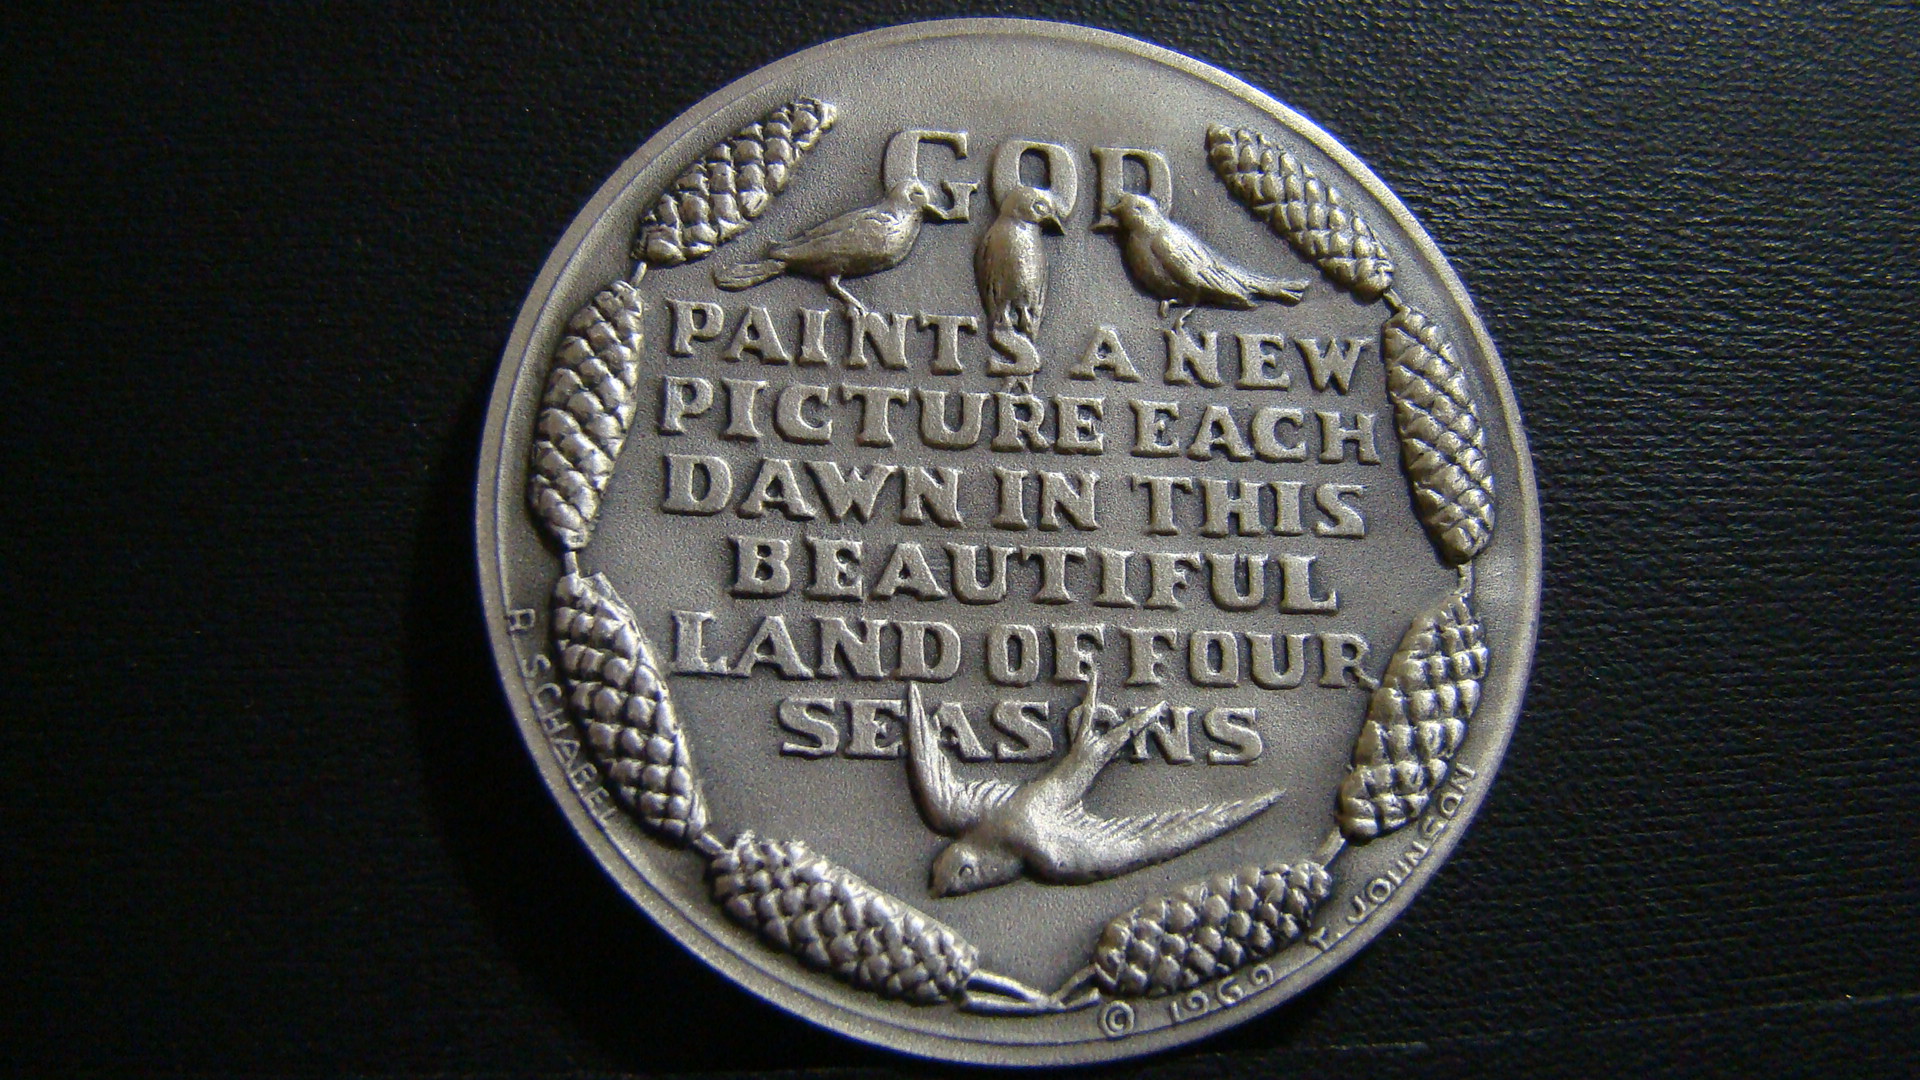 GOD
PAINTS A NEW
PICTURE EACH
DAWN IN THIS
BEAUTIFUL
LAND OF FOUR
SEASONS
R SCHABEL
© 1969 F. JOHNSON